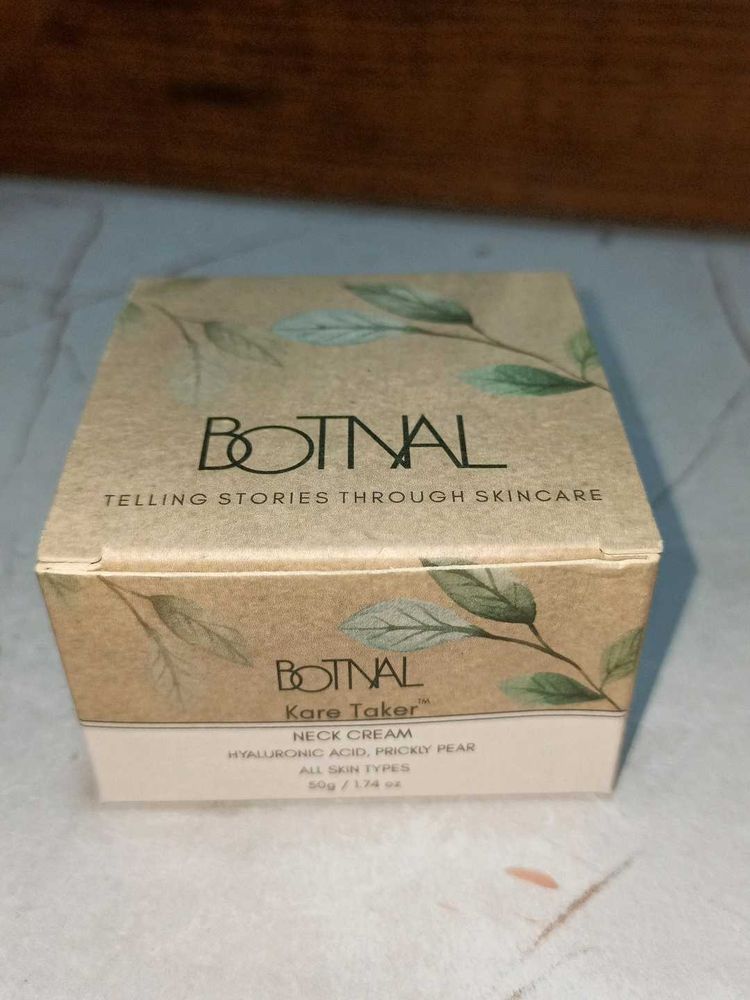 BOTNAL
TELLING STORIES THROUGH SKINCARE
BOTNAL
Kare Taker™
NECK CREAM
HYALURONIC ACID, PRICKLY PEAR
ALL SKIN TYPES
50g / 1.74 oz